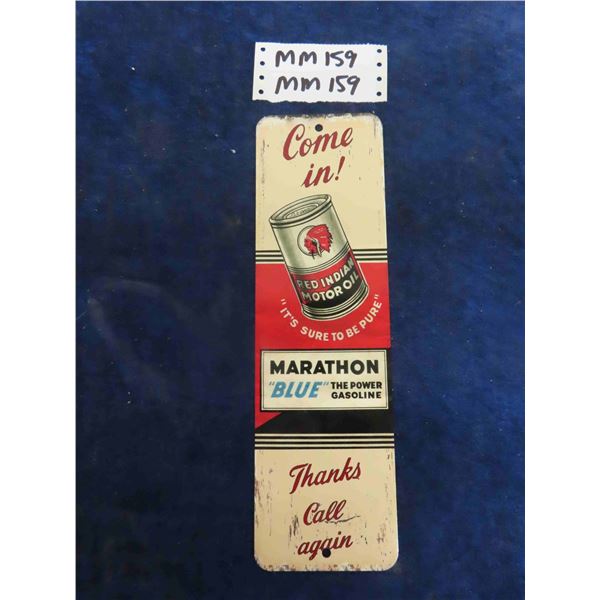 MM 159
MM 159
Come
in!
RED INDIAN
MOTOR OIL
"IT'S SURE TO BE PURE"
MARATHON
"BLUE" THE POWER
GASOLINE
Thanks
Call
again